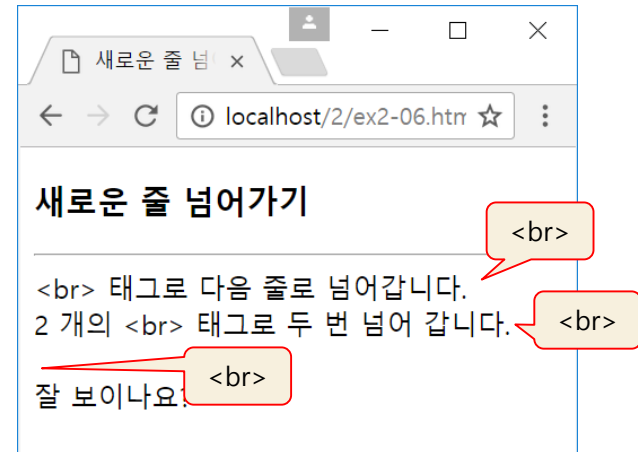 새로운 줄 넘
localhost/2/ex2-06.htm
새로운 줄 넘어가기
<br>
<br> 태그로 다음 줄로 넘어갑니다.
2 개의 <br> 태그로 두 번 넘어 갑니다.
<br>
<br>
잘 보이나요?